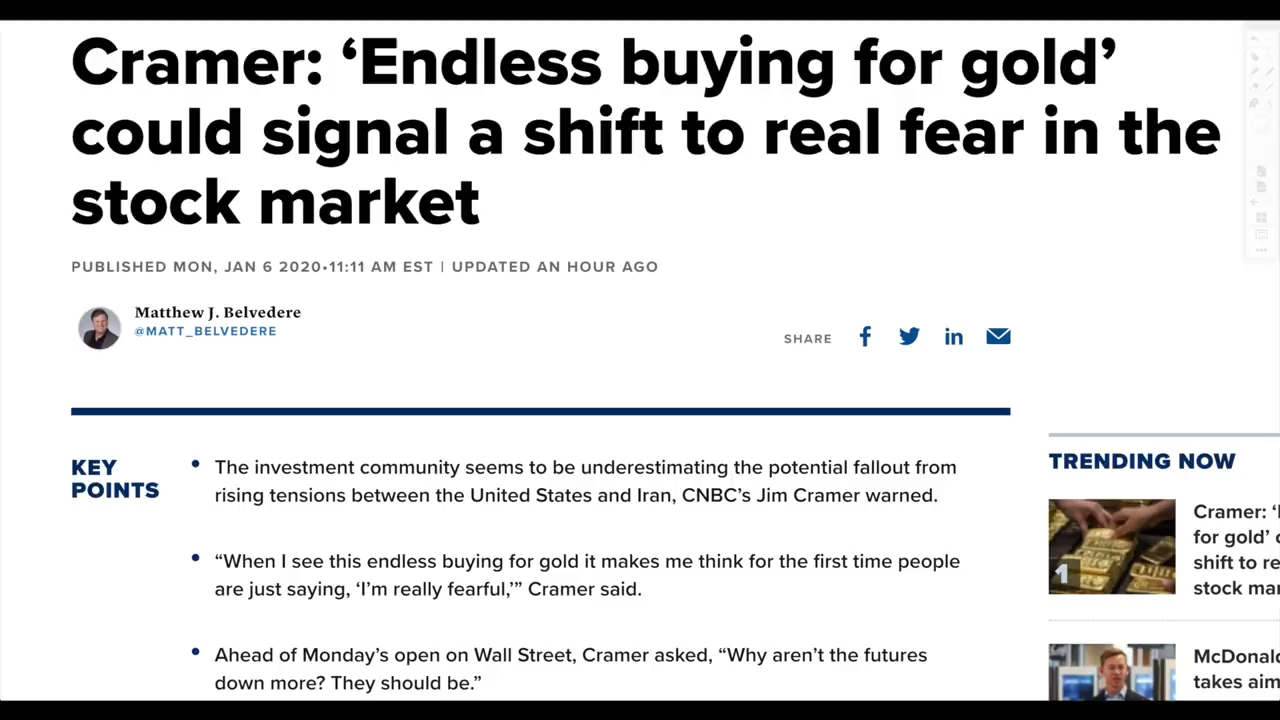 Cramer: ‘Endless buying for gold’
could signal a shift to real fear in the
stock market
PUBLISHED MON, JAN 6 2020•11:11 AM EST | UPDATED AN HOUR AGO
Matthew J. Belvedere
@MATT_BELVEDERE
SHARE
KEY
POINTS
• The investment community seems to be underestimating the potential fallout from
rising tensions between the United States and Iran, CNBC’s Jim Cramer warned.
• “When I see this endless buying for gold it makes me think for the first time people
are just saying, ‘I’m really fearful,’” Cramer said.
• Ahead of Monday’s open on Wall Street, Cramer asked, “Why aren’t the futures
down more? They should be.”
TRENDING NOW
1
Cramer: ‘
for gold’
shift to
stock
takes aim